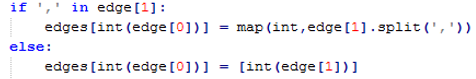 if ',' in edge[1]:
    edges[int(edge[0])] = map(int,edge[1].split(','))
else:
    edges[int(edge[0])] = [int(edge[1])]